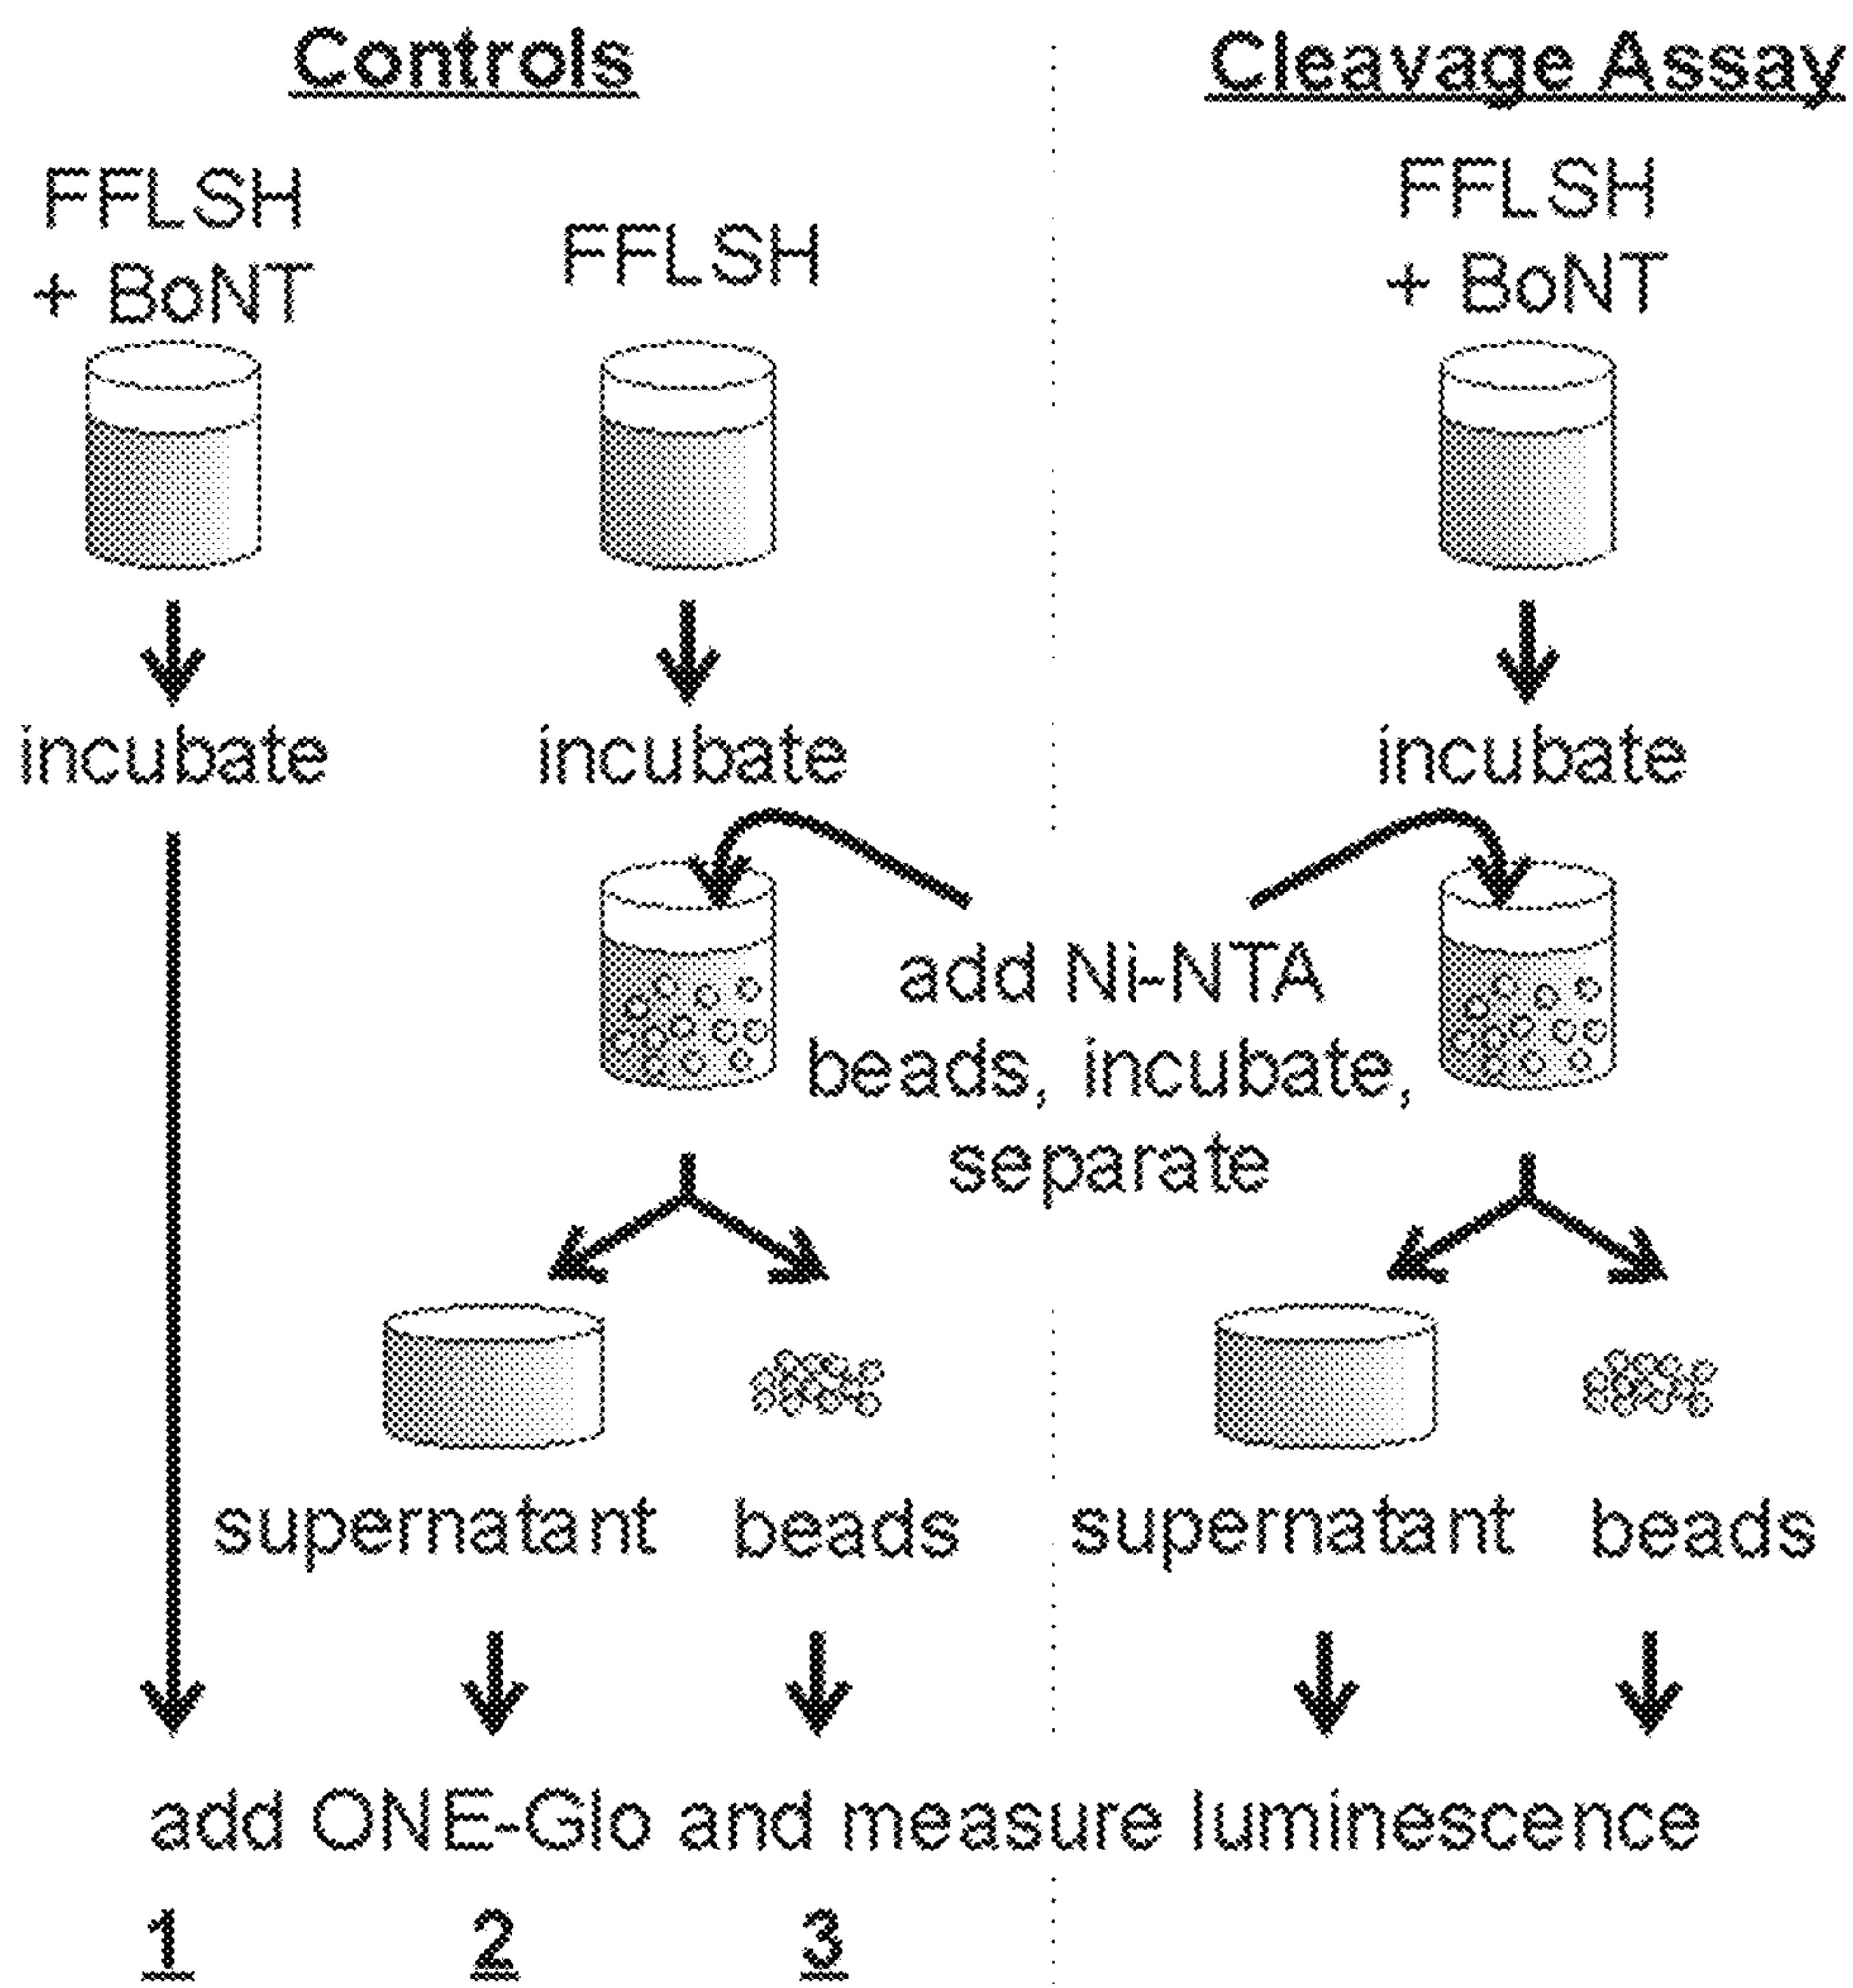 Controls
Cleavage Assay
FFLSH
+ BoNT
FFLSH
FFLSH
+ BoNT
incubate
incubate
incubate
add Ni-NTA
beads, incubate,
separate
supernatant
beads
supernatant
beads
add ONE-Glo and measure luminescence
1
2
3